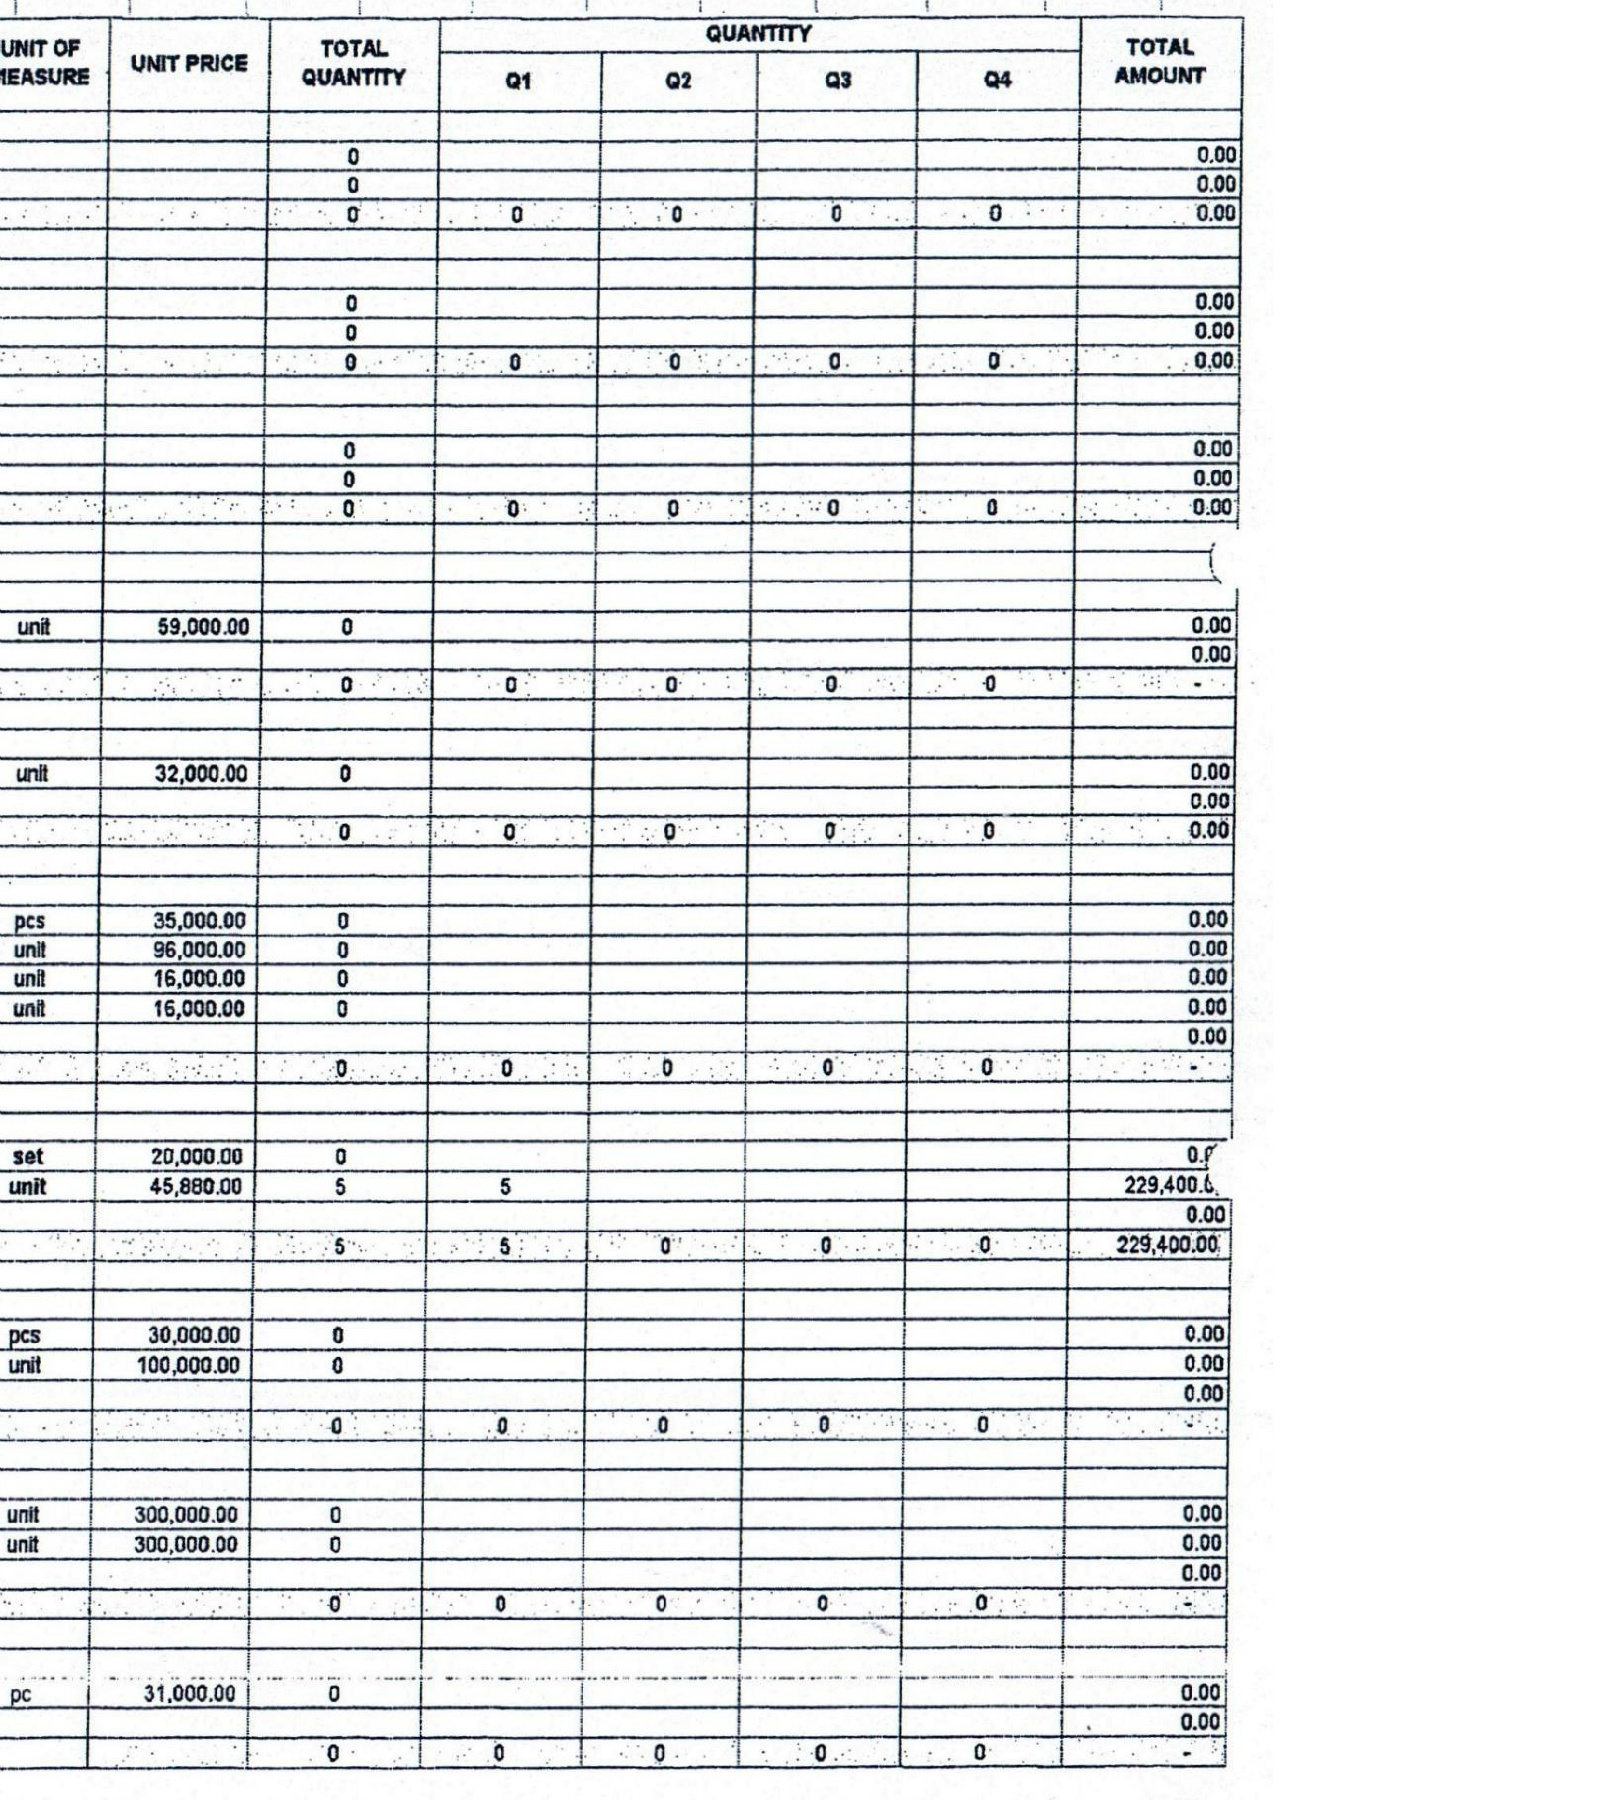 QUANTITY
UNIT OF MEASURE UNIT PRICE TOTAL QUANTITY Q1 Q2 Q3 Q4 TOTAL AMOUNT
0 0.00
0 0.00
0 0 0 0 0 0.00
0 0.00
0 0.00
0 0 0 0 0 0.00
0 0.00
0 0.00
0 0 0 0 0 0.00
unit 59,000.00 0 0.00
0.00
0 0 0 0 0 -
unit 32,000.00 0 0.00
0.00
0 0 0 0 0 0.00
pcs 35,000.00 0 0.00
unit 96,000.00 0 0.00
unit 16,000.00 0 0.00
unit 16,000.00 0 0.00
0.00
0 0 0 0 0 -
set 20,000.00 0
unit 45,880.00 5 5
0.00
5 5 0 0 0 229,400.00
pcs 30,000.00 0 0.00
unit 100,000.00 0 0.00
0.00
0 0 0 0 0 -
unit 300,000.00 0 0.00
unit 300,000.00 0 0.00
0.00
0 0 0 0 0 -
pc 31,000.00 0 0.00
0.00
0 0 0 0 0 -